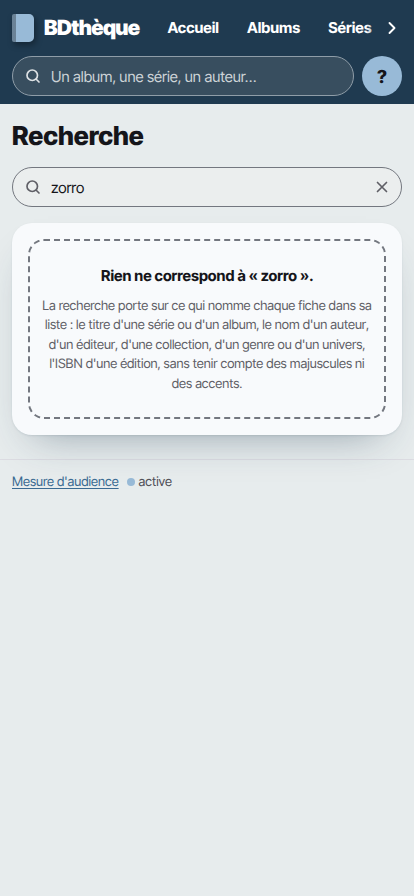 BDthèque Accueil Albums Séries
Un album, une série, un auteur...
?
Recherche
zorro
Rien ne correspond à « zorro ».
La recherche porte sur ce qui nomme chaque fiche dans sa
liste : le titre d'une série ou d'un album, le nom d'un auteur,
d'un éditeur, d'une collection, d'un genre ou d'un univers,
l'ISBN d'une édition, sans tenir compte des majuscules ni
des accents.
Mesure d'audience active